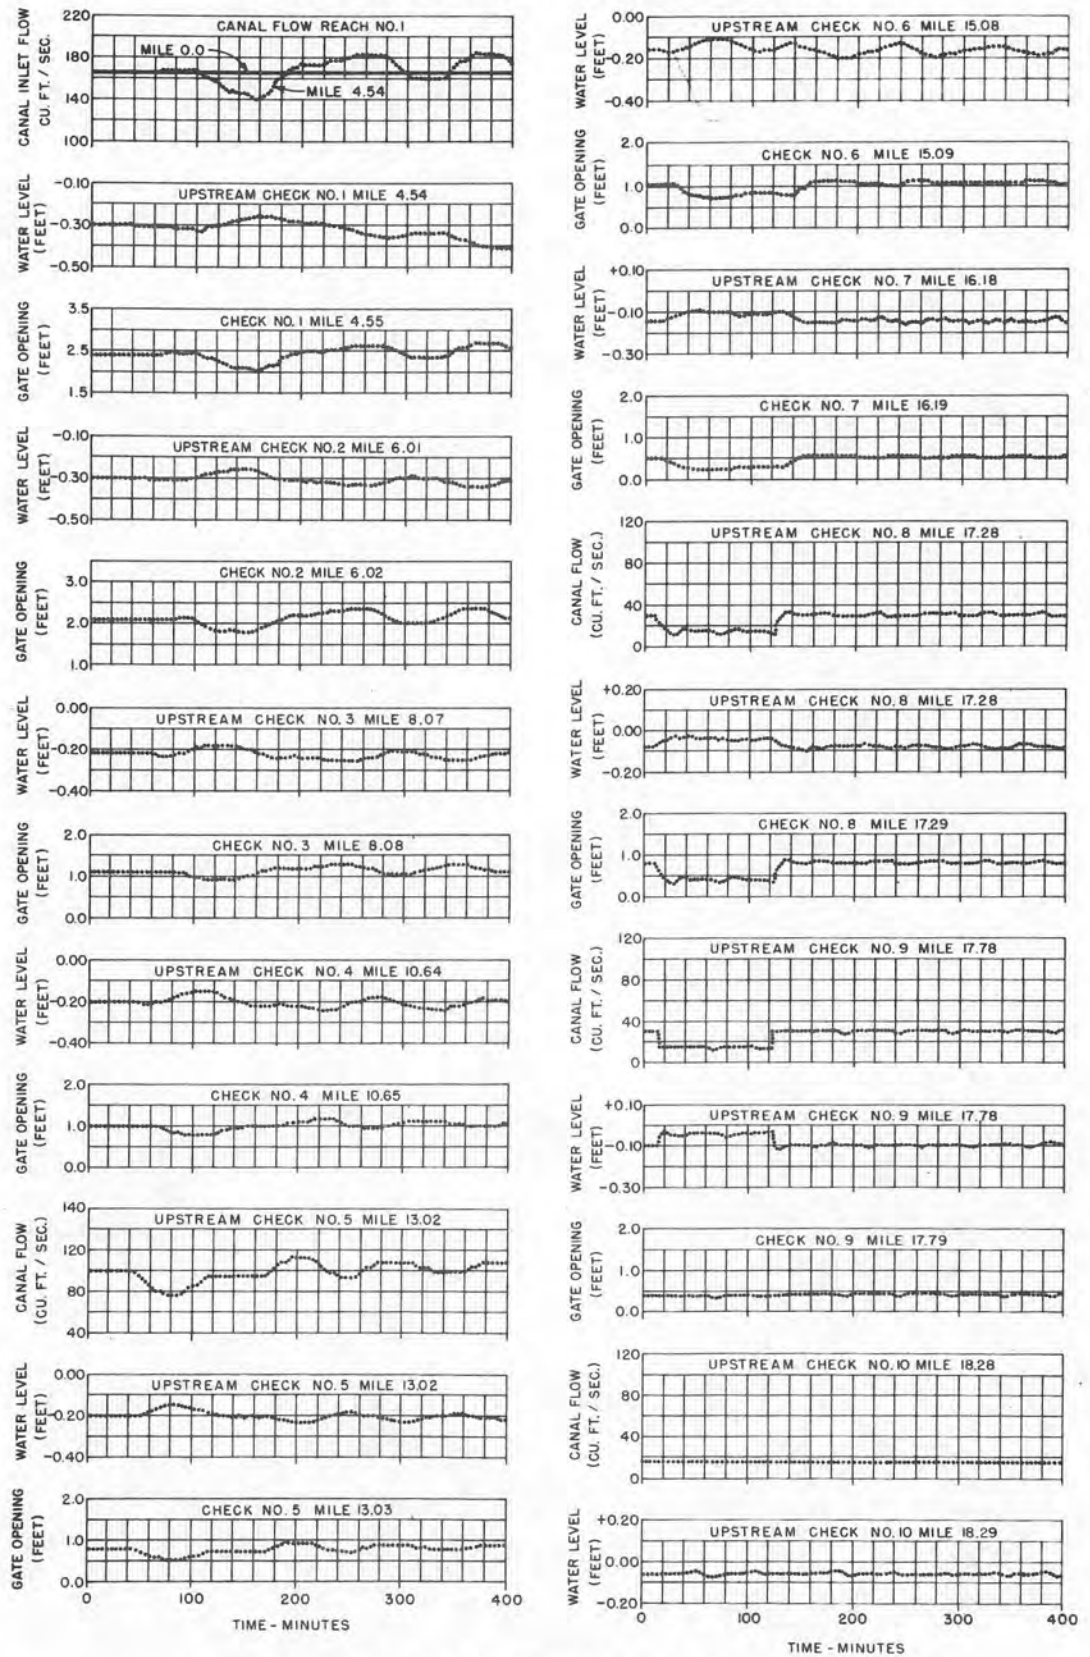 CANAL FLOW REACH NO.1
CANAL INLET FLOW
CU. FT. / SEC.
220
180
140
100
MILE 0.0
MILE 4.54
UPSTREAM CHECK NO.1 MILE 4.54
WATER LEVEL
(FEET)
-0.10
-0.30
-0.50
0
100
200
300
400
CHECK NO.1 MILE 4.55
GATE OPENING
(FEET)
3.5
2.5
1.5
UPSTREAM CHECK NO.2 MILE 6.01
WATER LEVEL
(FEET)
-0.10
-0.30
-0.50
CHECK NO.2 MILE 6.02
GATE OPENING
(FEET)
3.0
2.0
1.0
UPSTREAM CHECK NO. 3 MILE 8.07
WATER LEVEL
(FEET)
0.00
-0.20
-0.40
CHECK NO. 3 MILE 8.08
GATE OPENING
(FEET)
2.0
1.0
0.0
UPSTREAM CHECK NO. 4 MILE 10.64
WATER LEVEL
(FEET)
0.00
-0.20
-0.40
CHECK NO. 4 MILE 10.65
GATE OPENING
(FEET)
2.0
1.0
0.0
UPSTREAM CHECK NO. 5 MILE 13.02
CANAL FLOW
(CU. FT. / SEC.)
140
120
80
40
UPSTREAM CHECK NO. 5 MILE 13.02
WATER LEVEL
(FEET)
0.00
-0.20
-0.40
CHECK NO. 5 MILE 13.03
GATE OPENING
(FEET)
2.0
1.0
0.0
0
100
200
300
400
TIME - MINUTES
UPSTREAM CHECK NO. 6 MILE 15.08
WATER LEVEL
(FEET)
0.00
-0.20
-0.40
CHECK NO. 6 MILE 15.09
GATE OPENING
(FEET)
2.0
1.0
0.0
UPSTREAM CHECK NO. 7 MILE 16.18
WATER LEVEL
(FEET)
+0.10
-0.10
-0.30
CHECK NO. 7 MILE 16.19
GATE OPENING
(FEET)
2.0
1.0
0.0
UPSTREAM CHECK NO. 8 MILE 17.28
CANAL FLOW
(CU. FT. / SEC.)
120
80
40
0
UPSTREAM CHECK NO. 8 MILE 17.28
WATER LEVEL
(FEET)
+0.20
0.00
-0.20
CHECK NO. 8 MILE 17.29
GATE OPENING
(FEET)
2.0
1.0
0.0
UPSTREAM CHECK NO. 9 MILE 17.78
CANAL FLOW
(CU. FT. / SEC.)
120
80
40
0
UPSTREAM CHECK NO. 9 MILE 17.78
WATER LEVEL
(FEET)
+0.10
-0.10
-0.30
CHECK NO. 9 MILE 17.79
GATE OPENING
(FEET)
2.0
1.0
0.0
UPSTREAM CHECK NO. 10 MILE 18.28
CANAL FLOW
(CU. FT. / SEC.)
120
80
40
0
UPSTREAM CHECK NO. 10 MILE 18.29
WATER LEVEL
(FEET)
+0.20
0.00
-0.20
0
100
200
300
400
TIME - MINUTES